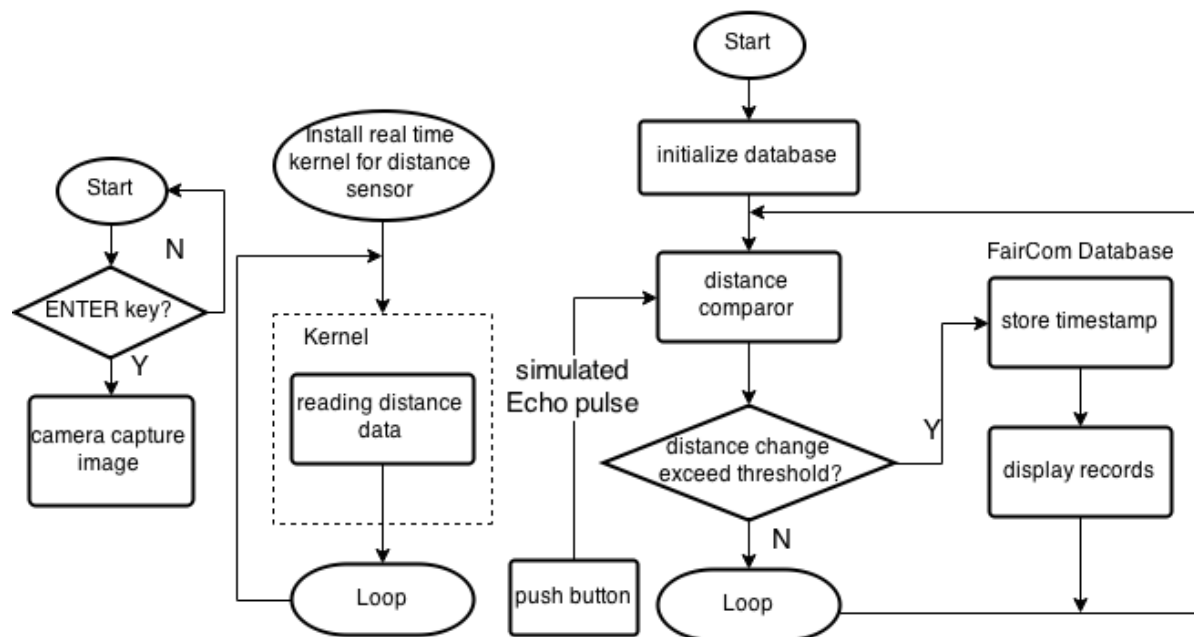 Start
N
ENTER key?
Y
camera capture
image
Install real time
kernel for distance
sensor
Kernel
reading distance
data
Loop
Start
initialize database
distance
comparor
simulated
Echo pulse
push button
distance change
exceed threshold?
Y
N
Loop
FairCom Database
store timestamp
display records